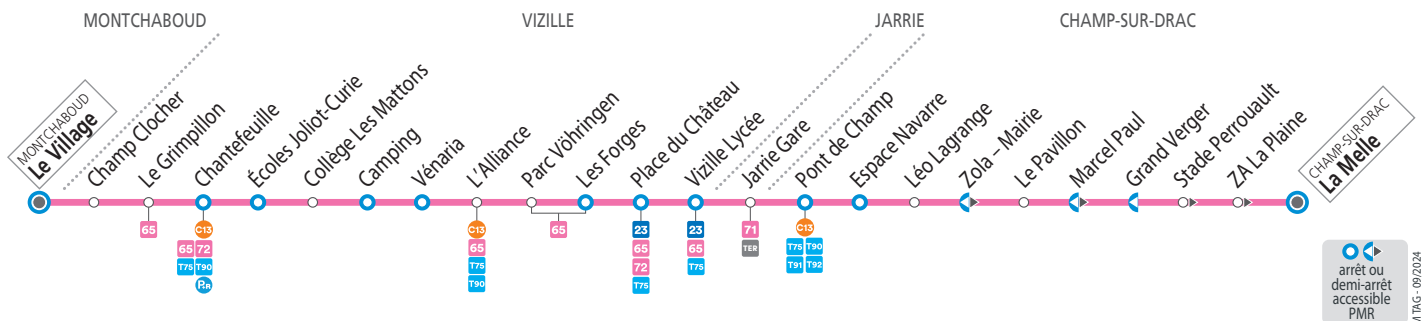 MONTCHABOUD
VIZILLE
JARRIE
CHAMP-SUR-DRAC
MONTCHABOUD
Le Village
Champ Clocher
Le Grimpillon
Chantefeuille
Écoles Joliot-Curie
Collège Les Mattons
Camping
Vénaria
L'Alliance
Parc Vöhringen
Les Forges
Place du Château
Vizille Lycée
Jarrie Gare
Pont de Champ
Espace Navarre
Léo Lagrange
Zola – Mairie
Le Pavillon
Marcel Paul
Grand Verger
Stade Perrouault
ZA La Plaine
CHAMP-SUR-DRAC
La Melle
65
C13
65 72
T75 T90
P+R
C13
65
T75
T90
65
23
65
72
T75
23
65
T75
71
TER
C13
T75 T90
T91 T92
arrêt ou
demi-arrêt
accessible
PMR
M TAG - 09/2024